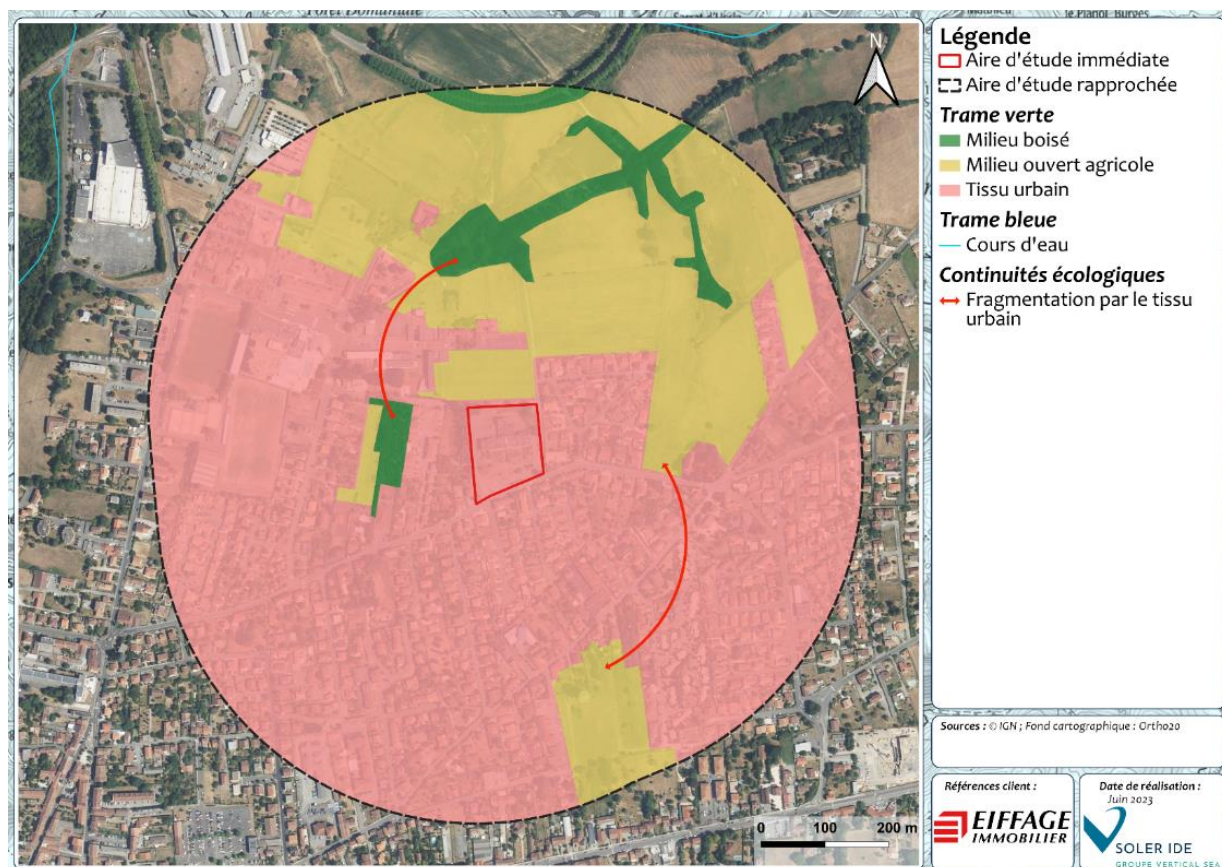 Forêt Domaniale
le Planol
Burges
N
Légende
Aire d'étude immédiate
Aire d'étude rapprochée
Trame verte
Milieu boisé
Milieu ouvert agricole
Tissu urbain
Trame bleue
Cours d'eau
Continuités écologiques
Fragmentation par le tissu
urbain
0 100 200 m
Sources : © IGN ; Fond cartographique : Ortho20
Références client :
EIFFAGE
IMMOBILIER
Date de réalisation :
Juin 2023
SOLER IDE
GROUPE VERTICAL SEA